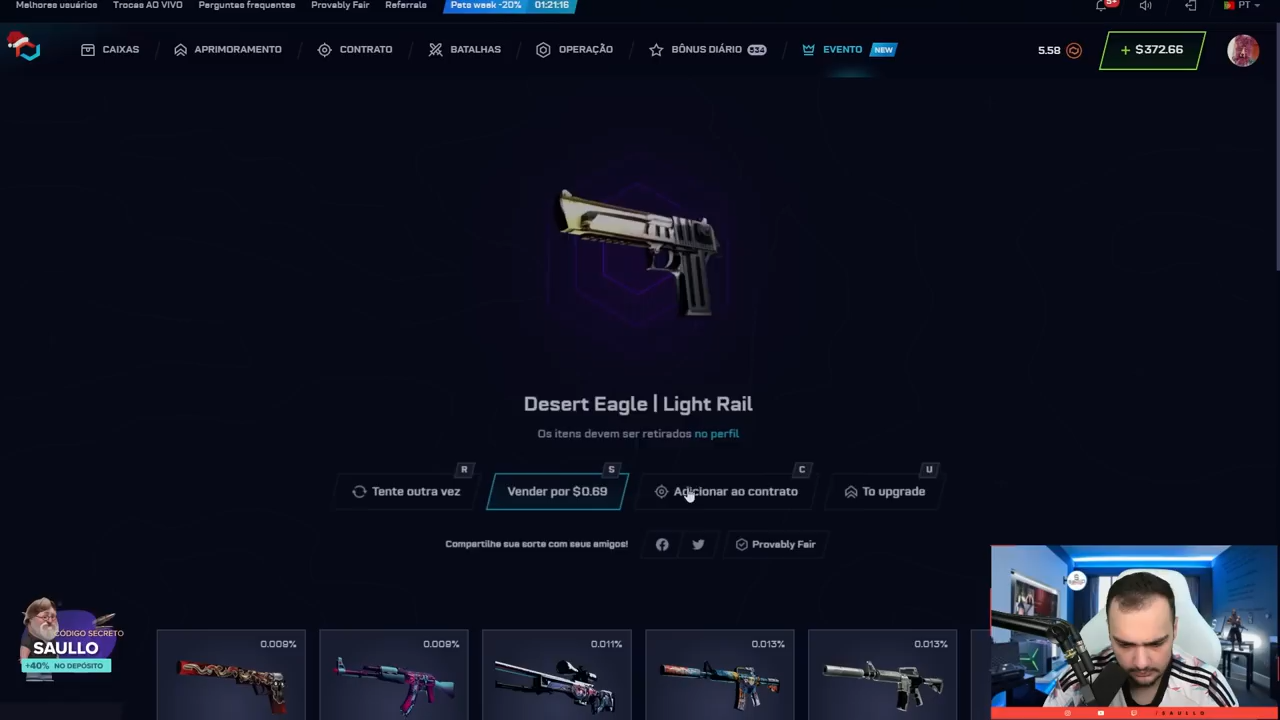 Melhores usuários Trocas AO VIVO Perguntas frequentes Provably Fair Referrals Pets week -20% 01:21:16 5+ PT
CAIXAS APRIMORAMENTO CONTRATO BATALHAS OPERAÇÃO BÔNUS DIÁRIO EVENTO NEW 5.58 + $372.66
Desert Eagle | Light Rail
Os itens devem ser retirados no perfil
R S C U
Tente outra vez Vender por $0.69 Adicionar ao contrato To upgrade
Compartilhe sua sorte com seus amigos! Provably Fair
CÓDIGO SECRETO
SAULLO
+40% NO DEPÓSITO
0.009% 0.009% 0.011% 0.013% 0.013%
/SAULLO